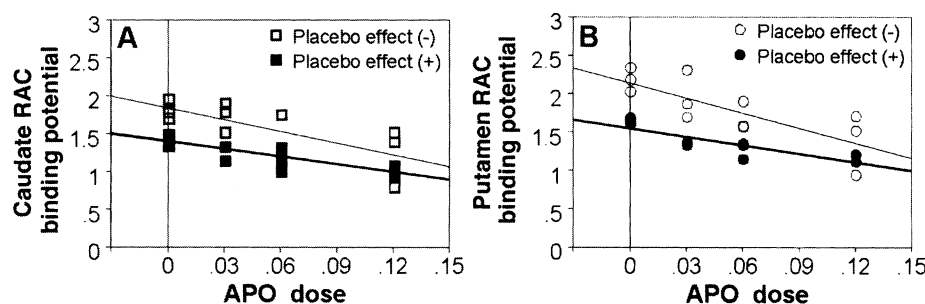 A
Placebo effect (-)
Placebo effect (+)
Caudate RAC
binding potential
3
2.5
2
1.5
1
.5
0
0 .03 .06 .09 .12 .15
APO dose
B
Placebo effect (-)
Placebo effect (+)
Putamen RAC
binding potential
3
2.5
2
1.5
1
.5
0
0 .03 .06 .09 .12 .15
APO dose